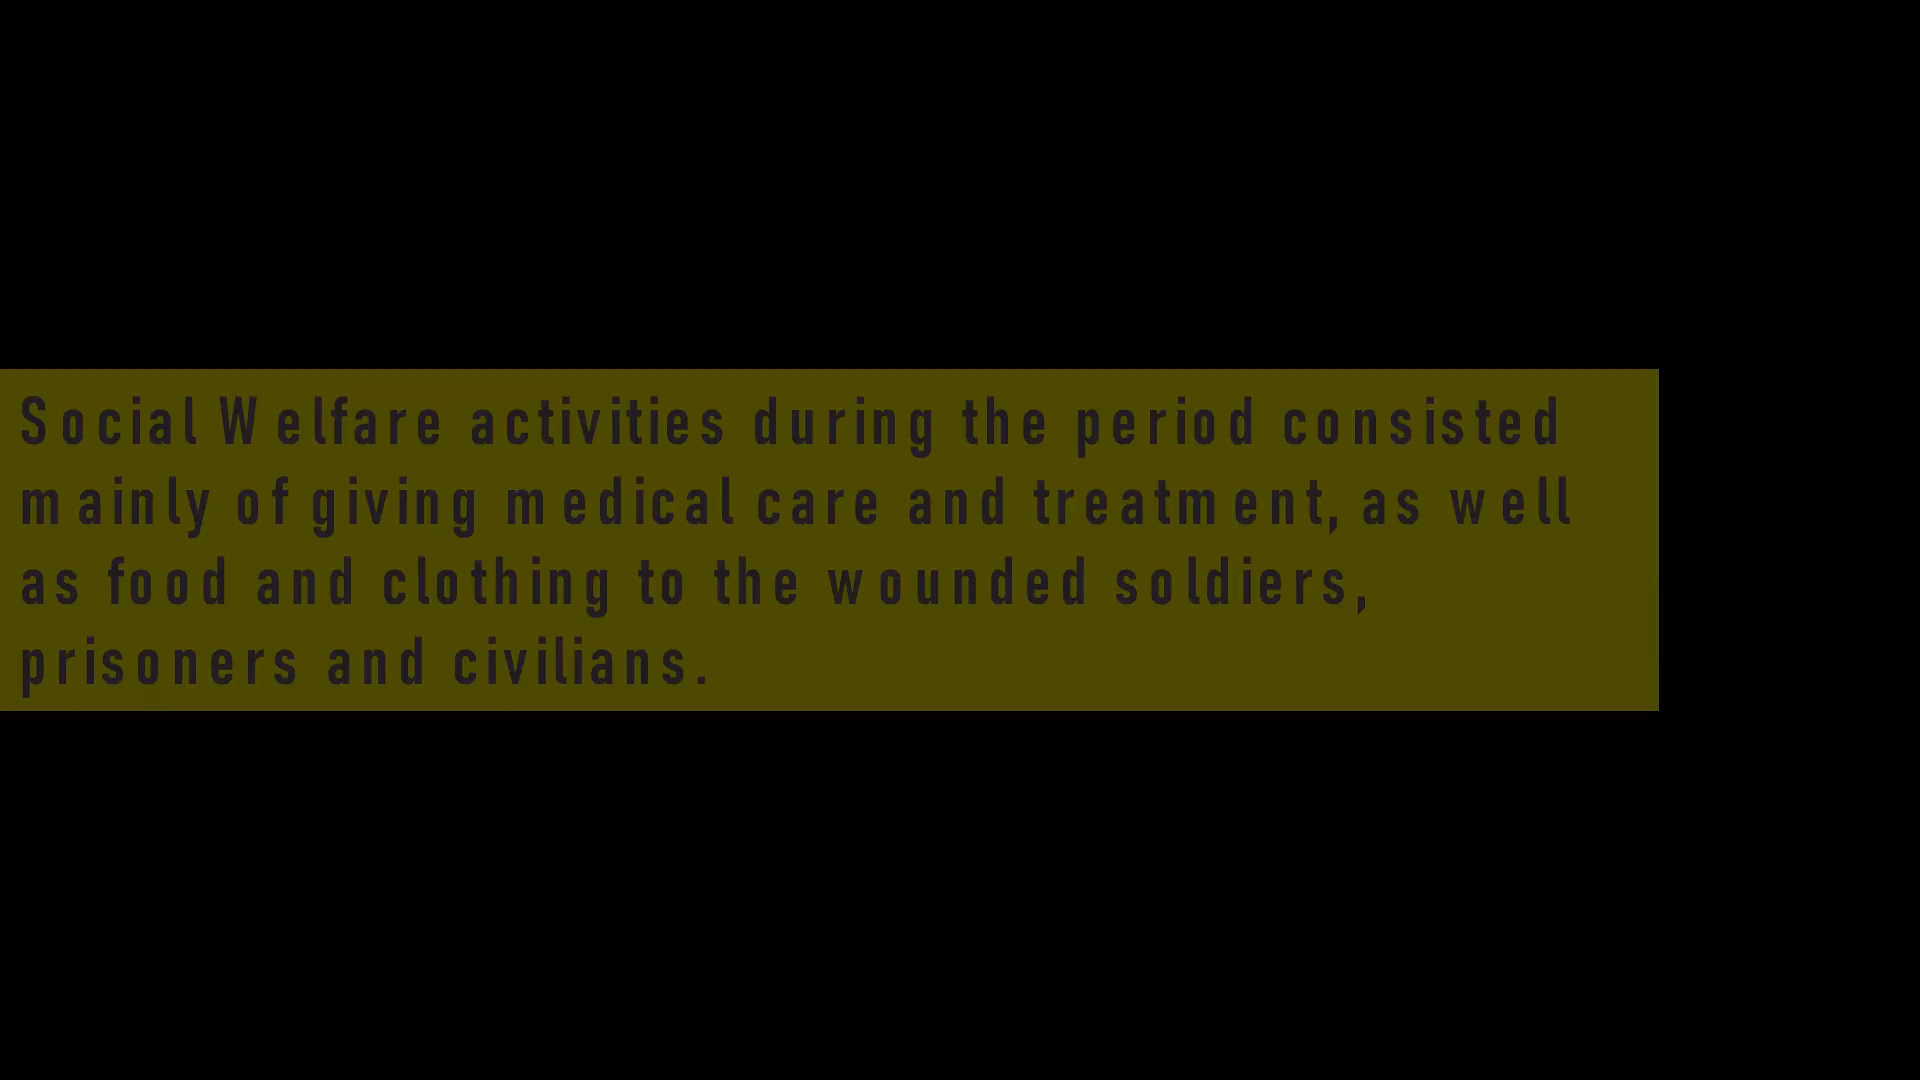 Social Welfare activities during the period consisted
mainly of giving medical care and treatment, as well
as food and clothing to the wounded soldiers,
prisoners and civilians.